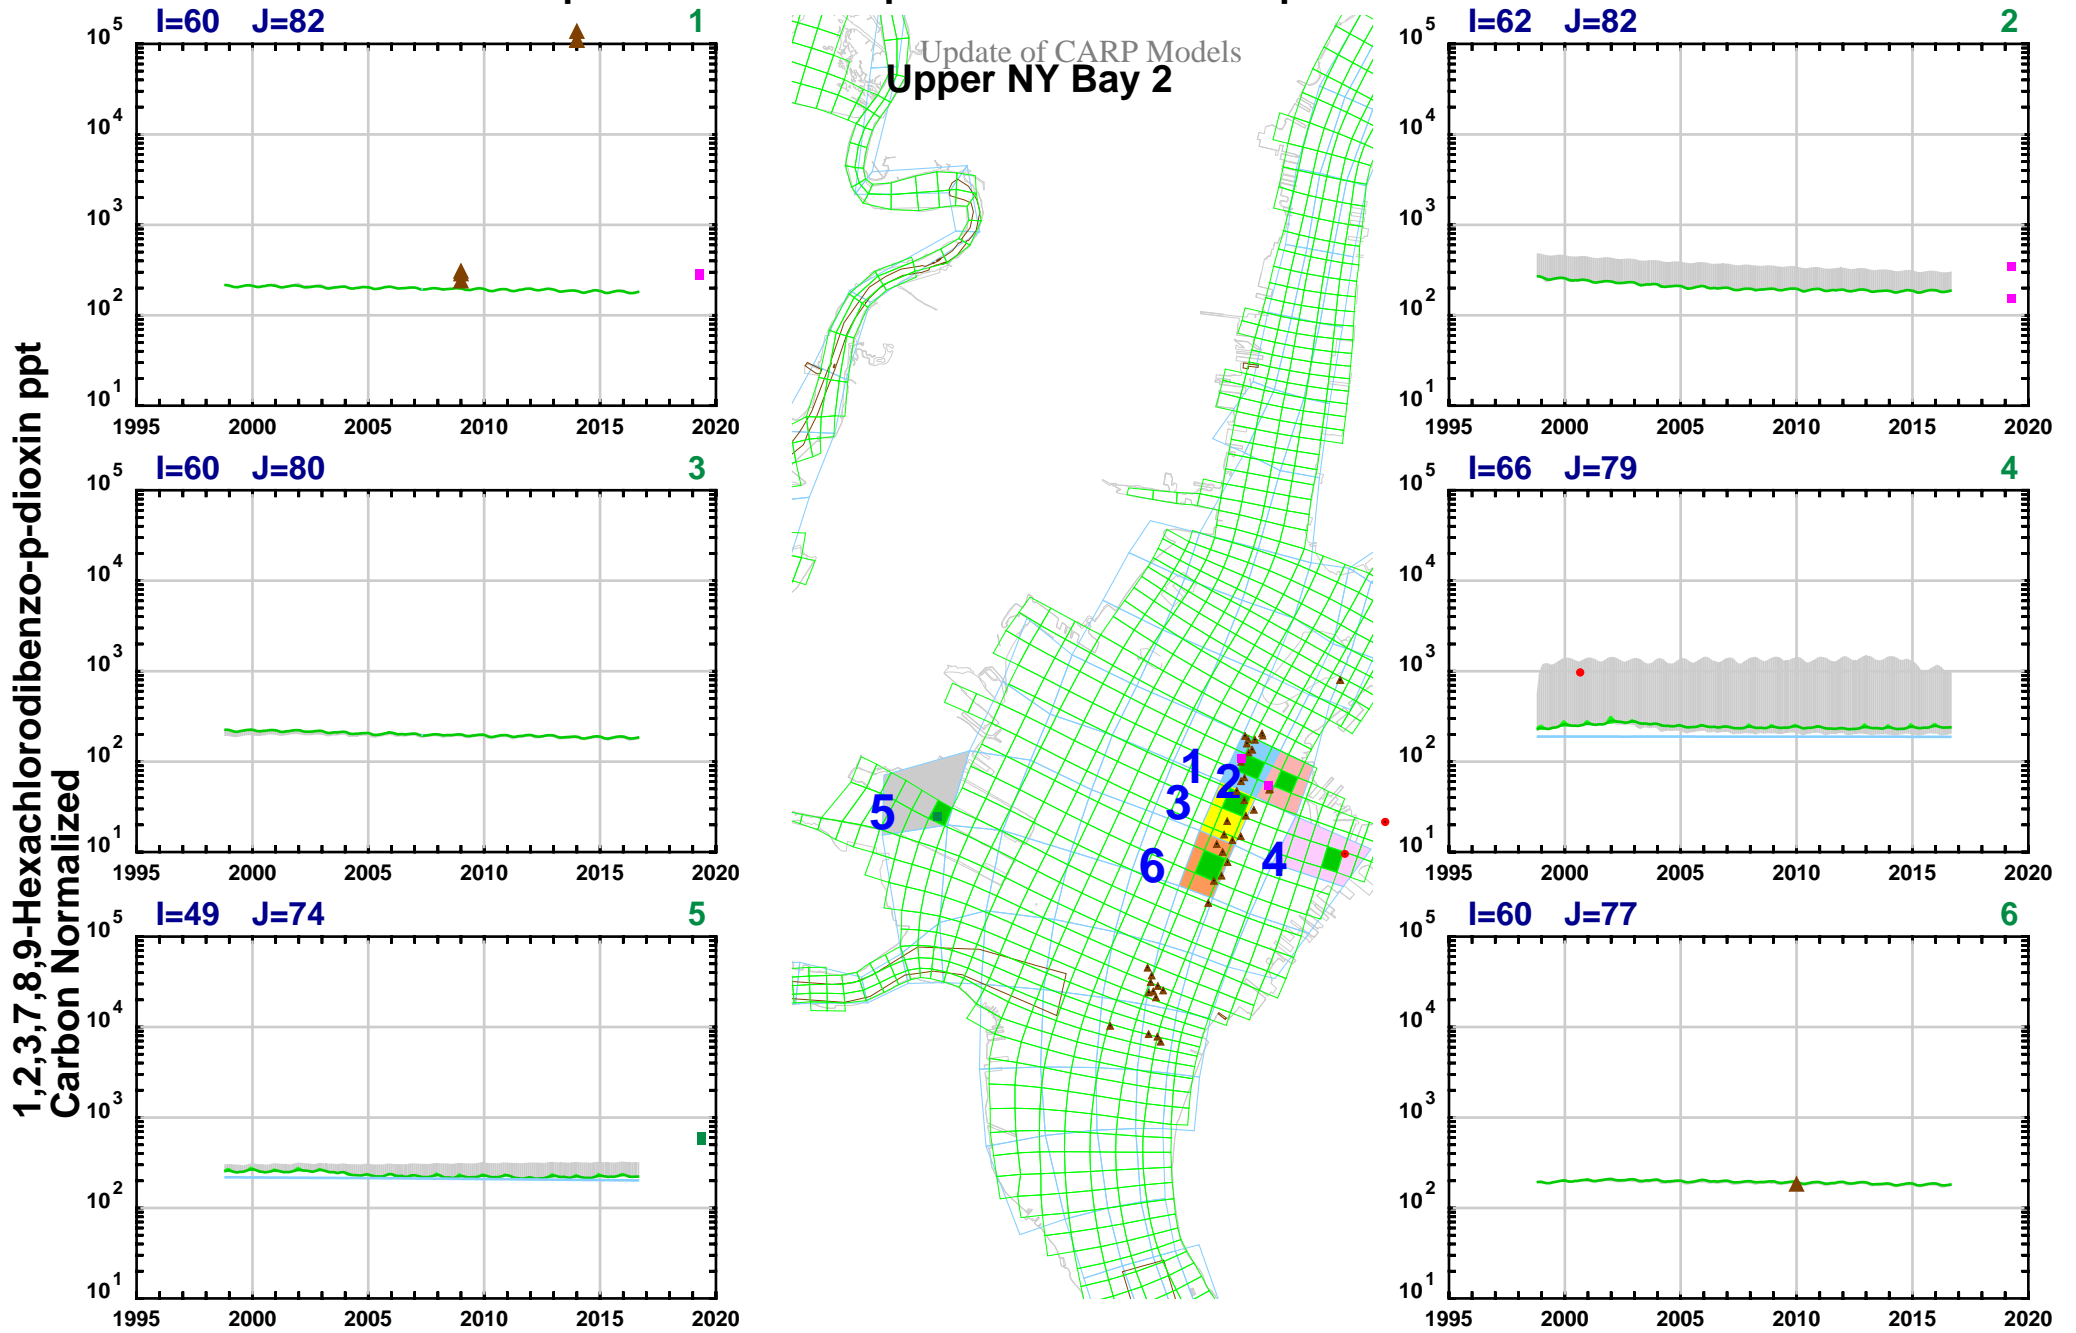 Update of CARP Models
Upper NY Bay 2
1,2,3,7,8,9-Hexachlorodibenzo-p-dioxin ppt
Carbon Normalized
I=60 J=82 1
10^5
10^4
10^3
10^2
10^1
1995 2000 2005 2010 2015 2020
I=62 J=82 2
10^5
10^4
10^3
10^2
10^1
1995 2000 2005 2010 2015 2020
I=60 J=80 3
10^5
10^4
10^3
10^2
10^1
1995 2000 2005 2010 2015 2020
I=66 J=79 4
10^5
10^4
10^3
10^2
10^1
1995 2000 2005 2010 2015 2020
I=49 J=74 5
10^5
10^4
10^3
10^2
10^1
1995 2000 2005 2010 2015 2020
I=60 J=77 6
10^5
10^4
10^3
10^2
10^1
1995 2000 2005 2010 2015 2020
1
2
3
5
4
6